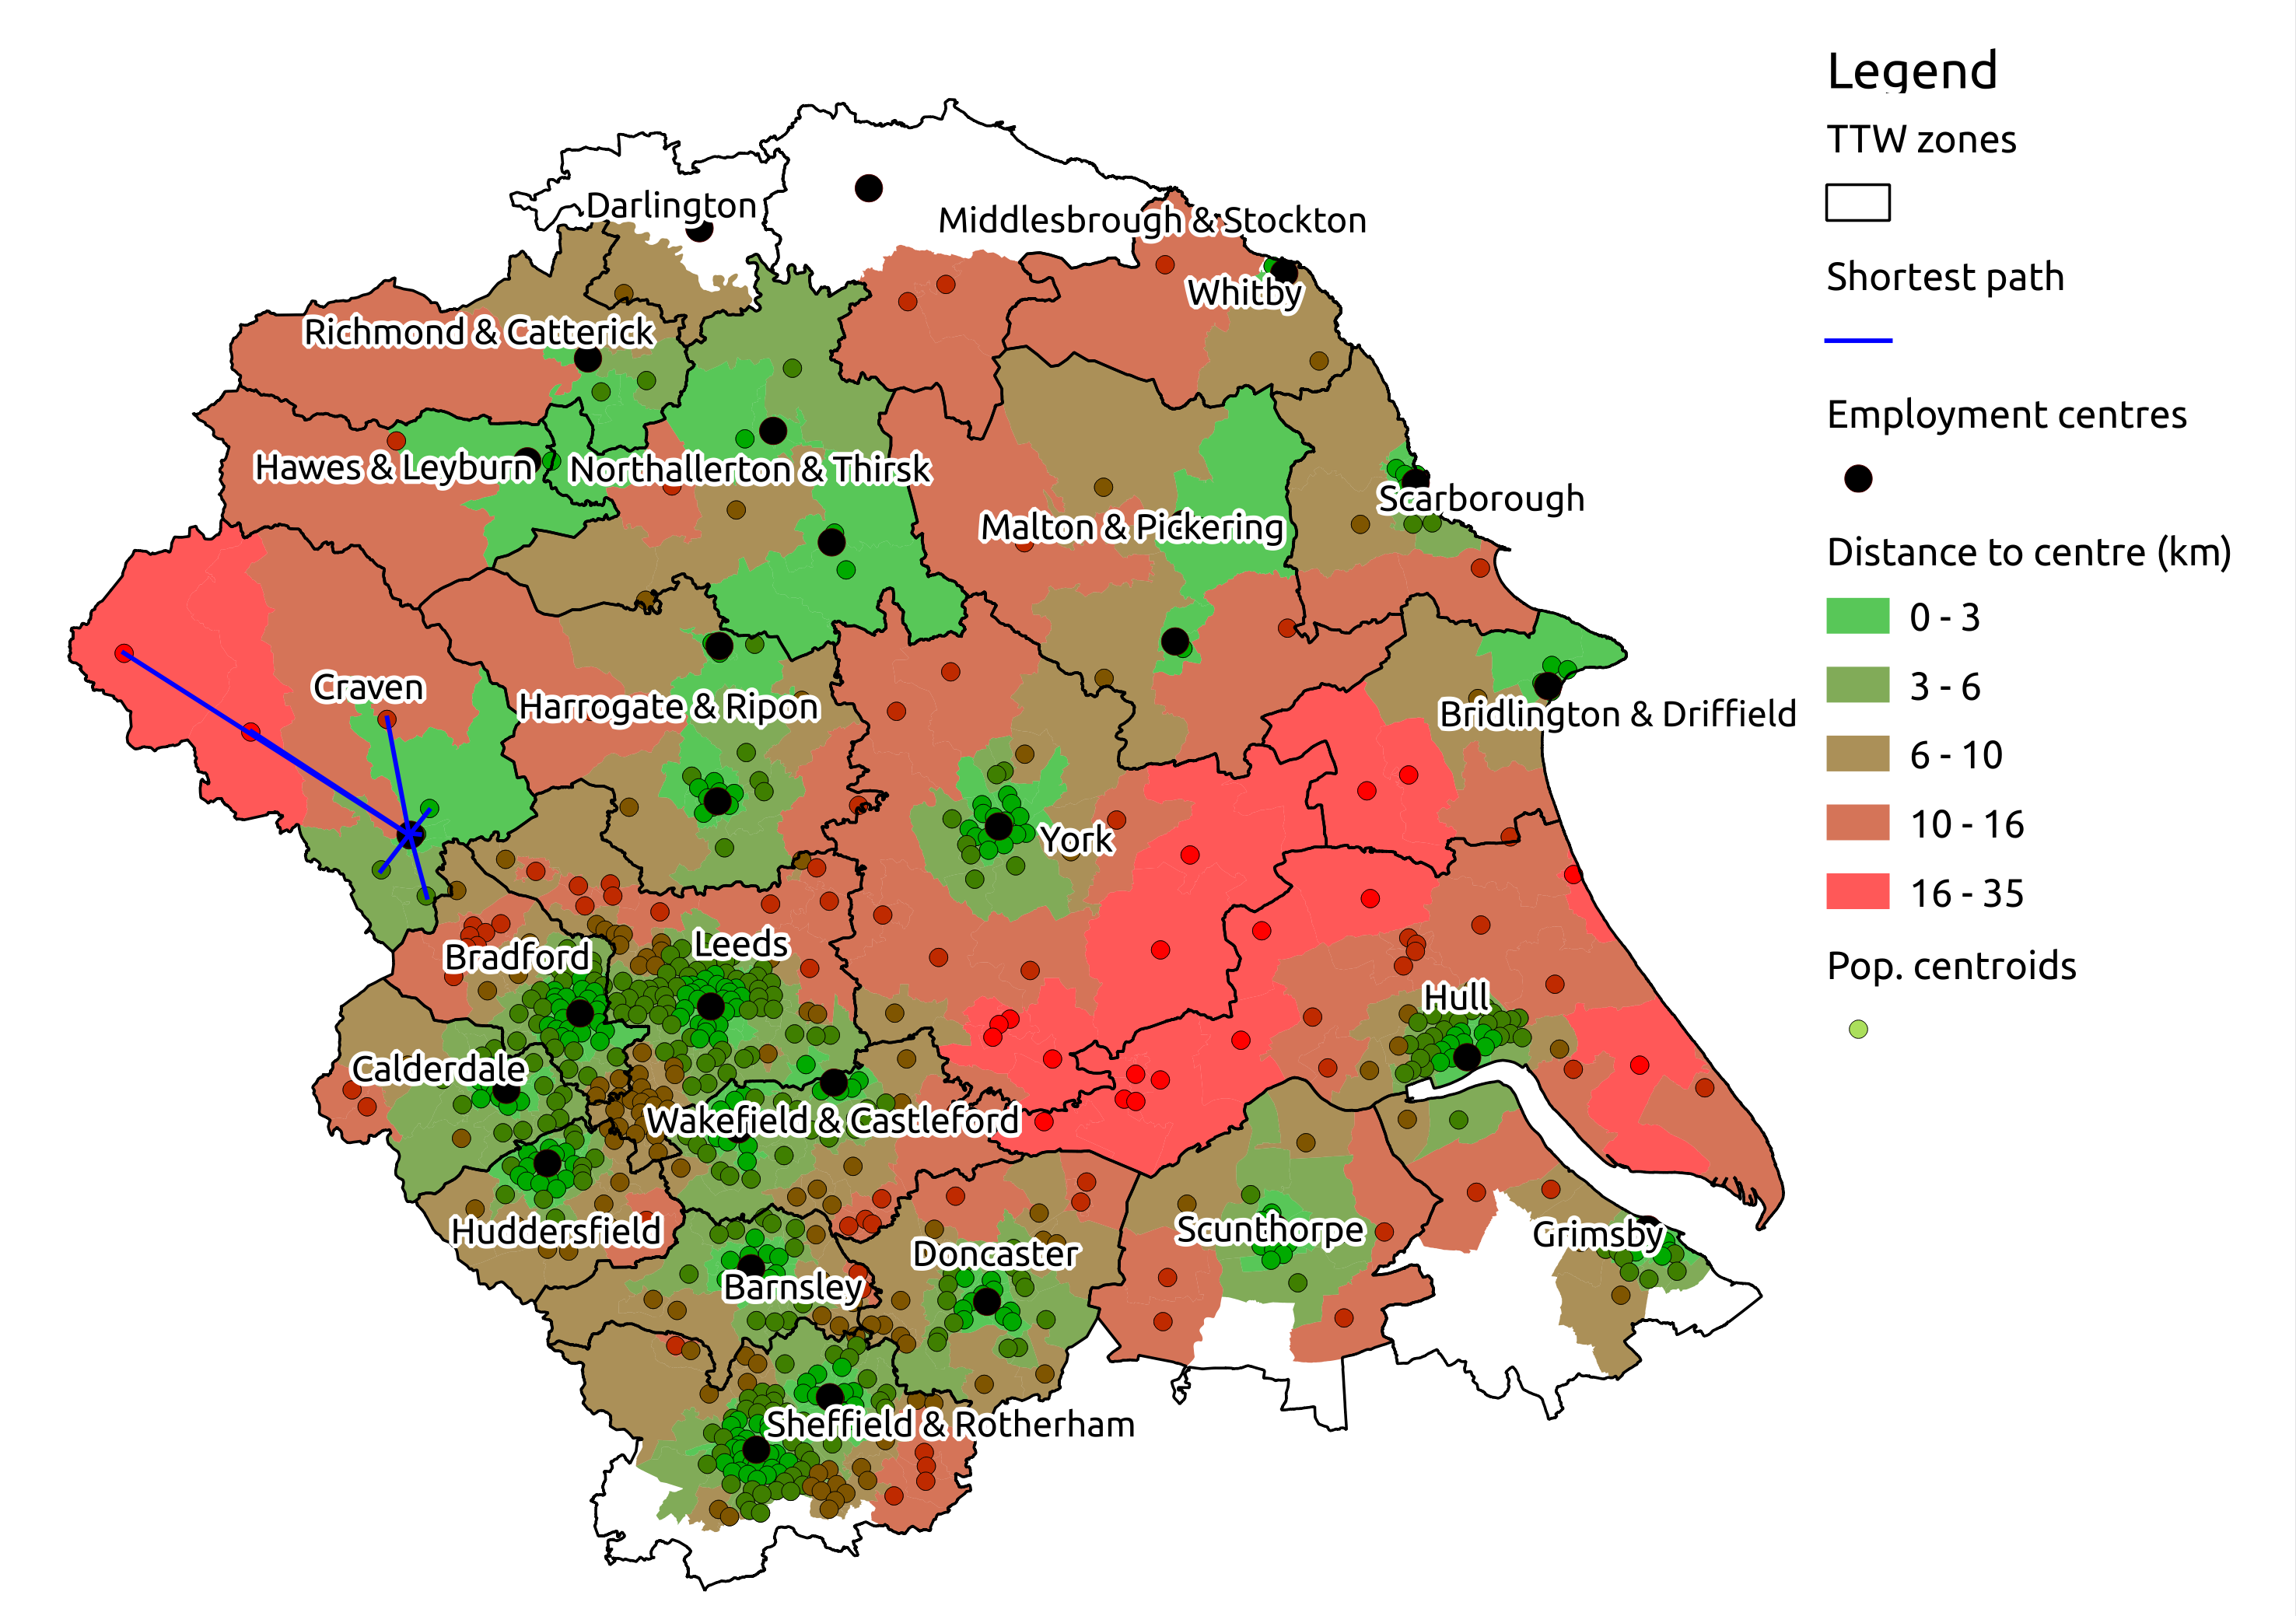 Legend
TTW zones
Shortest path
Employment centres
Distance to centre (km)
0 - 3
3 - 6
6 - 10
10 - 16
16 - 35
Pop. centroids
Darlington
Middlesbrough & Stockton
Whitby
Richmond & Catterick
Hawes & Leyburn
Northallerton & Thirsk
Scarborough
Malton & Pickering
Craven
Harrogate & Ripon
Bridlington & Driffield
York
Leeds
Bradford
Hull
Calderdale
Wakefield & Castleford
Huddersfield
Scunthorpe
Grimsby
Doncaster
Barnsley
Sheffield & Rotherham